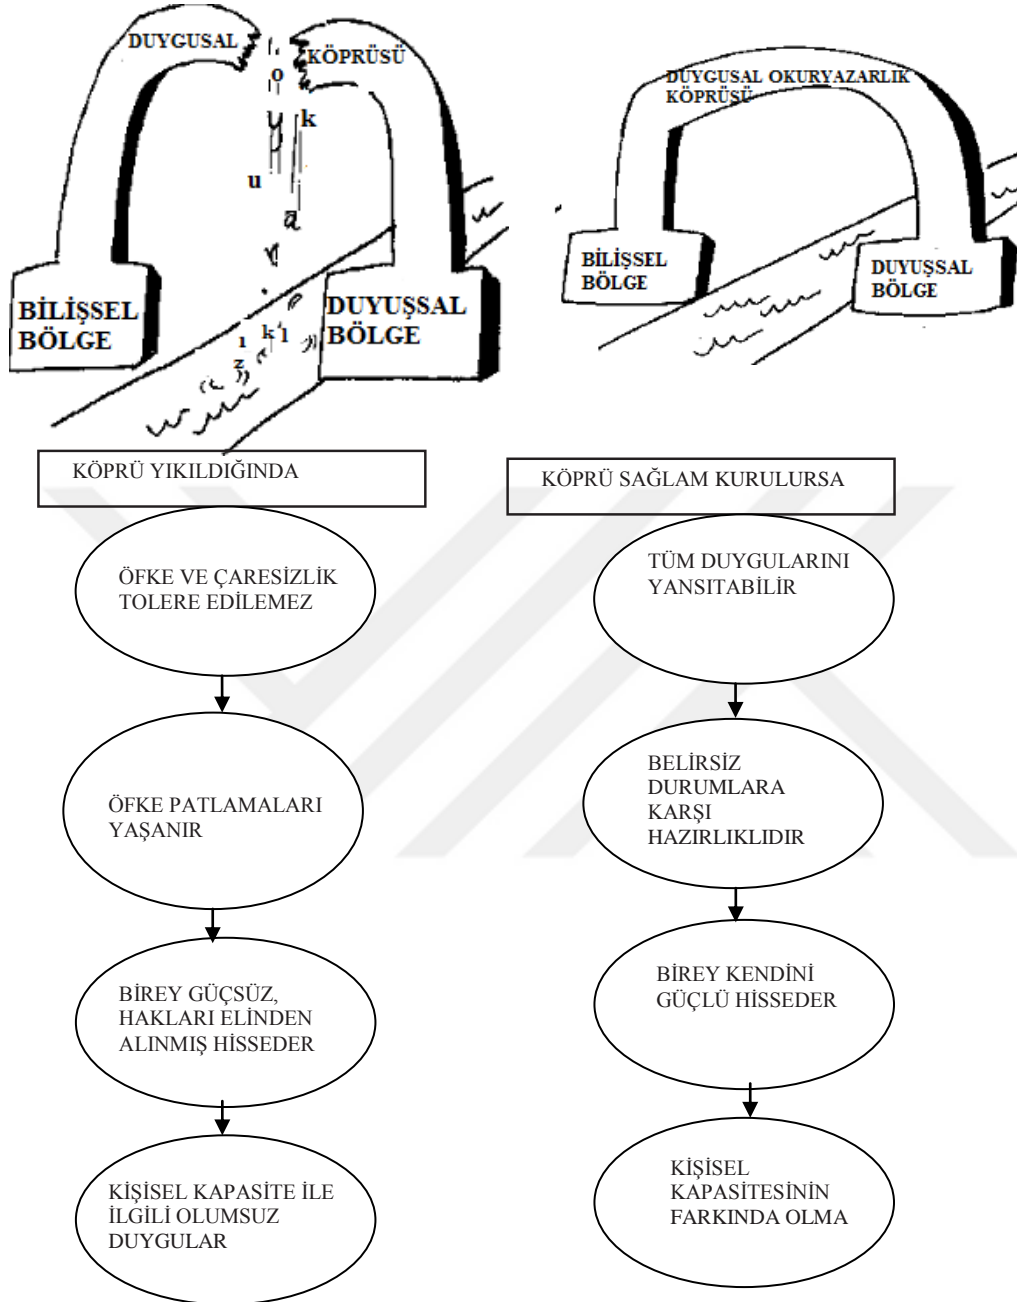 DUYGUSAL
KÖPRÜSÜ
o
u
k
y
u
a
r
y
a
z
l
ı
k
BİLİŞSEL
BÖLGE
DUYUŞSAL
BÖLGE
DUYGUSAL OKURYAZARLIK
KÖPRÜSÜ
BİLİŞSEL
BÖLGE
DUYUŞSAL
BÖLGE
KÖPRÜ YIKILDIĞINDA
ÖFKE VE ÇARESİZLİK
TOLERE EDİLEMEZ
ÖFKE PATLAMALARI
YAŞANIR
BİREY GÜÇSÜZ,
HAKLARI ELİNDEN
ALINMIŞ HİSSEDER
KİŞİSEL KAPASİTE İLE
İLGİLİ OLUMSUZ
DUYGULAR
KÖPRÜ SAĞLAM KURULURSA
TÜM DUYGULARINI
YANSITABİLİR
BELİRSİZ
DURUMLARA
KARŞI
HAZIRLIKLIDIR
BİREY KENDİNİ
GÜÇLÜ HİSSEDER
KİŞİSEL
KAPASİTESİNİN
FARKINDA OLMA